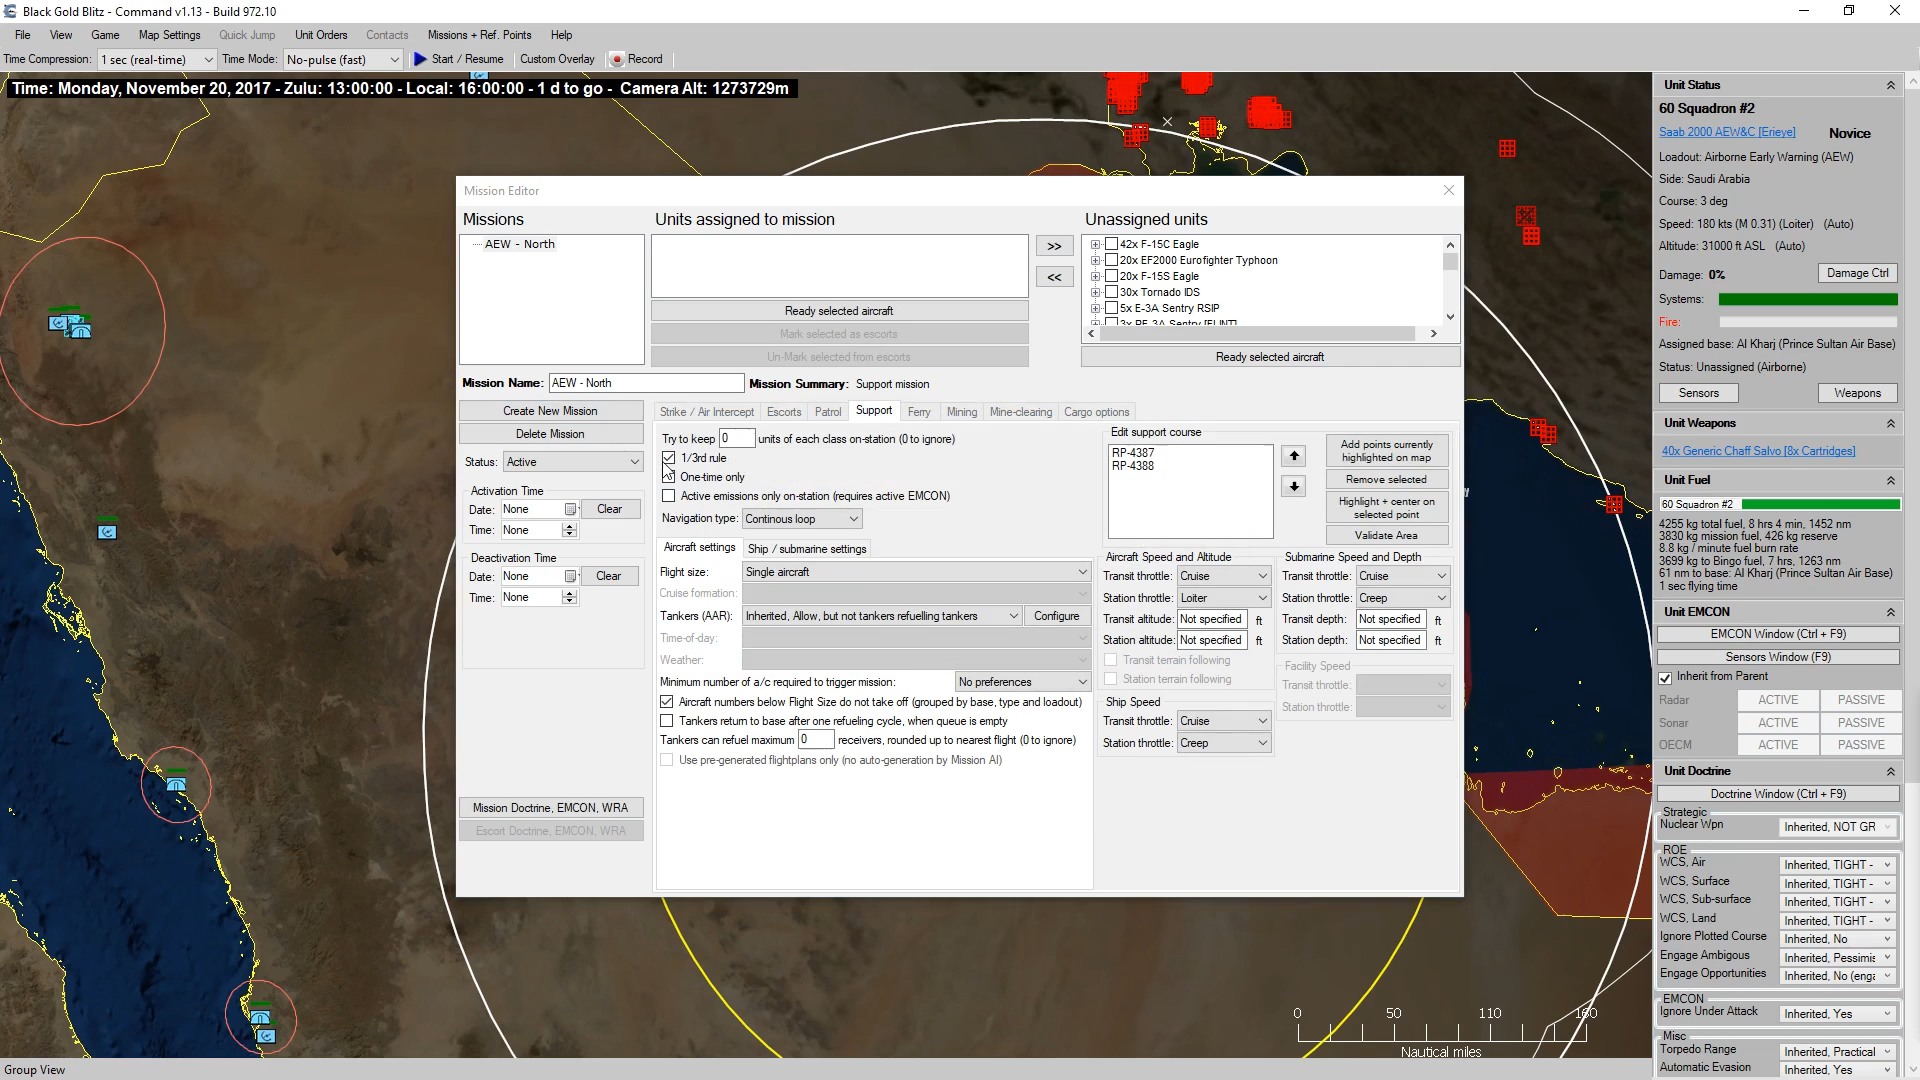 Black Gold Blitz - Command v1.13 - Build 972.10
File View Game Map Settings Quick Jump Unit Orders Contacts Missions + Ref. Points Help
Time Compression: 1 sec (real-time) Time Mode: No-pulse (fast) Start / Resume Custom Overlay Record
Time: Monday, November 20, 2017 - Zulu: 13:00:00 - Local: 16:00:00 - 1 d to go - Camera Alt: 1273729m
Mission Editor
Missions
AEW - North
Units assigned to mission
>>
<<
Ready selected aircraft
Mark selected as escorts
Un-Mark selected from escorts
Unassigned units
42x F-15C Eagle
20x EF2000 Eurofighter Typhoon
20x F-15S Eagle
30x Tornado IDS
5x E-3A Sentry RSIP
3x RE-3A Sentry [ELINT]
Ready selected aircraft
Mission Name: AEW - North Mission Summary: Support mission
Create New Mission
Delete Mission
Status: Active
Activation Time
Date: None Clear
Time: None
Deactivation Time
Date: None Clear
Time: None
Mission Doctrine, EMCON, WRA
Escort Doctrine, EMCON, WRA
Strike / Air Intercept Escorts Patrol Support Ferry Mining Mine-clearing Cargo options
Try to keep 0 units of each class on-station (0 to ignore)
1/3rd rule
One-time only
Active emissions only on-station (requires active EMCON)
Navigation type: Continous loop
Aircraft settings Ship / submarine settings
Flight size: Single aircraft
Cruise formation:
Tankers (AAR): Inherited, Allow, but not tankers refuelling tankers Configure
Time-of-day:
Weather:
Minimum number of a/c required to trigger mission: No preferences
Aircraft numbers below Flight Size do not take off (grouped by base, type and loadout)
Tankers return to base after one refueling cycle, when queue is empty
Tankers can refuel maximum 0 receivers, rounded up to nearest flight (0 to ignore)
Use pre-generated flightplans only (no auto-generation by Mission AI)
Edit support course
RP-4387
RP-4388
Add points currently
highlighted on map
Remove selected
Highlight + center on
selected point
Validate Area
Aircraft Speed and Altitude
Transit throttle: Cruise
Station throttle: Loiter
Transit altitude: Not specified ft
Station altitude: Not specified ft
Transit terrain following
Station terrain following
Ship Speed
Transit throttle: Cruise
Station throttle: Creep
Submarine Speed and Depth
Transit throttle: Cruise
Station throttle: Creep
Transit depth: Not specified ft
Station depth: Not specified ft
Facility Speed
Transit throttle:
Station throttle:
0 50 110 160
Nautical miles
Group View
Unit Status
60 Squadron #2
Saab 2000 AEW&C [Erieye] Novice
Loadout: Airborne Early Warning (AEW)
Side: Saudi Arabia
Course: 3 deg
Speed: 180 kts (M 0.31) (Loiter) (Auto)
Altitude: 31000 ft ASL (Auto)
Damage: 0% Damage Ctrl
Systems:
Fire:
Assigned base: Al Kharj (Prince Sultan Air Base)
Status: Unassigned (Airborne)
Sensors Weapons
Unit Weapons
40x Generic Chaff Salvo [8x Cartridges]
Unit Fuel
60 Squadron #2
4255 kg total fuel, 8 hrs 4 min, 1452 nm
3830 kg mission fuel, 426 kg reserve
8.8 kg / minute fuel burn rate
3699 kg to Bingo fuel, 7 hrs, 1263 nm
61 nm to base: Al Kharj (Prince Sultan Air Base)
1 sec flying time
Unit EMCON
EMCON Window (Ctrl + F9)
Sensors Window (F9)
Inherit from Parent
Radar ACTIVE PASSIVE
Sonar ACTIVE PASSIVE
OECM ACTIVE PASSIVE
Unit Doctrine
Doctrine Window (Ctrl + F9)
Strategic
Nuclear Wpn Inherited, NOT GR
ROE
WCS, Air Inherited, TIGHT -
WCS, Surface Inherited, TIGHT -
WCS, Sub-surface Inherited, TIGHT -
WCS, Land Inherited, TIGHT -
Ignore Plotted Course Inherited, No
Engage Ambiguous Inherited, Pessimis
Engage Opportunities Inherited, No (enga
EMCON
Ignore Under Attack Inherited, Yes
Misc
Torpedo Range Inherited, Practical
Automatic Evasion Inherited, Yes